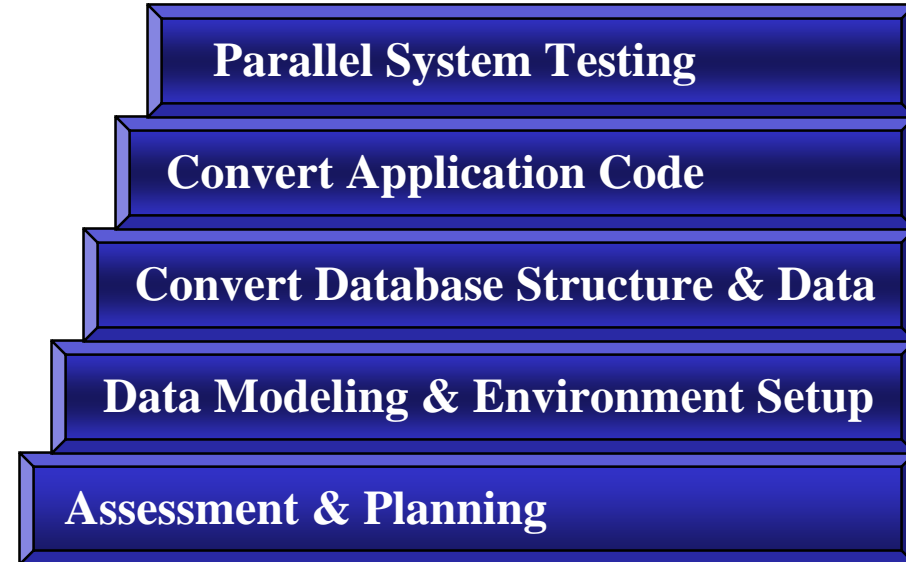 Parallel System Testing
Convert Application Code
Convert Database Structure & Data
Data Modeling & Environment Setup
Assessment & Planning